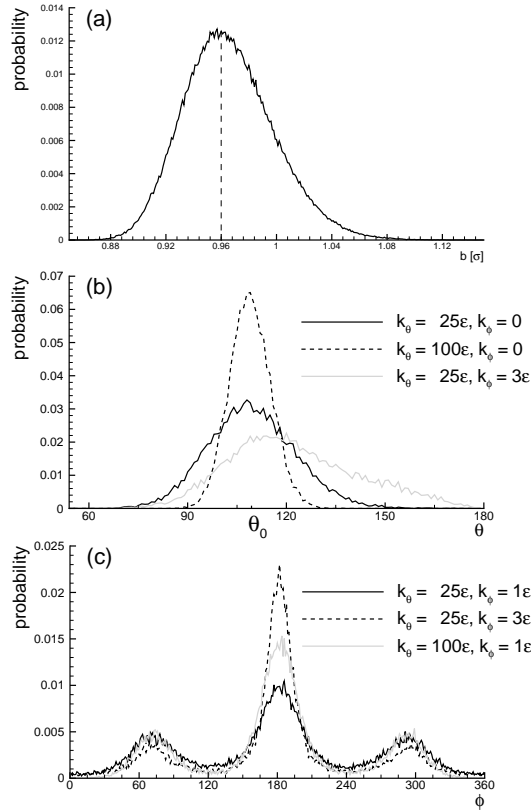 (a)
probability
0.014
0.012
0.01
0.008
0.006
0.004
0.002
0
0.88 0.92 0.96 1 1.04 1.08 1.12
b [σ]
(b)
probability
0.07
0.06
0.05
0.04
0.03
0.02
0.01
0
k_θ = 25ε, k_ϕ = 0
k_θ = 100ε, k_ϕ = 0
k_θ = 25ε, k_ϕ = 3ε
60 90 120 150 180
θ₀ θ
(c)
probability
0.025
0.02
0.015
0.01
0.005
0
k_θ = 25ε, k_ϕ = 1ε
k_θ = 25ε, k_ϕ = 3ε
k_θ = 100ε, k_ϕ = 1ε
0 60 120 180 240 300 360
ϕ